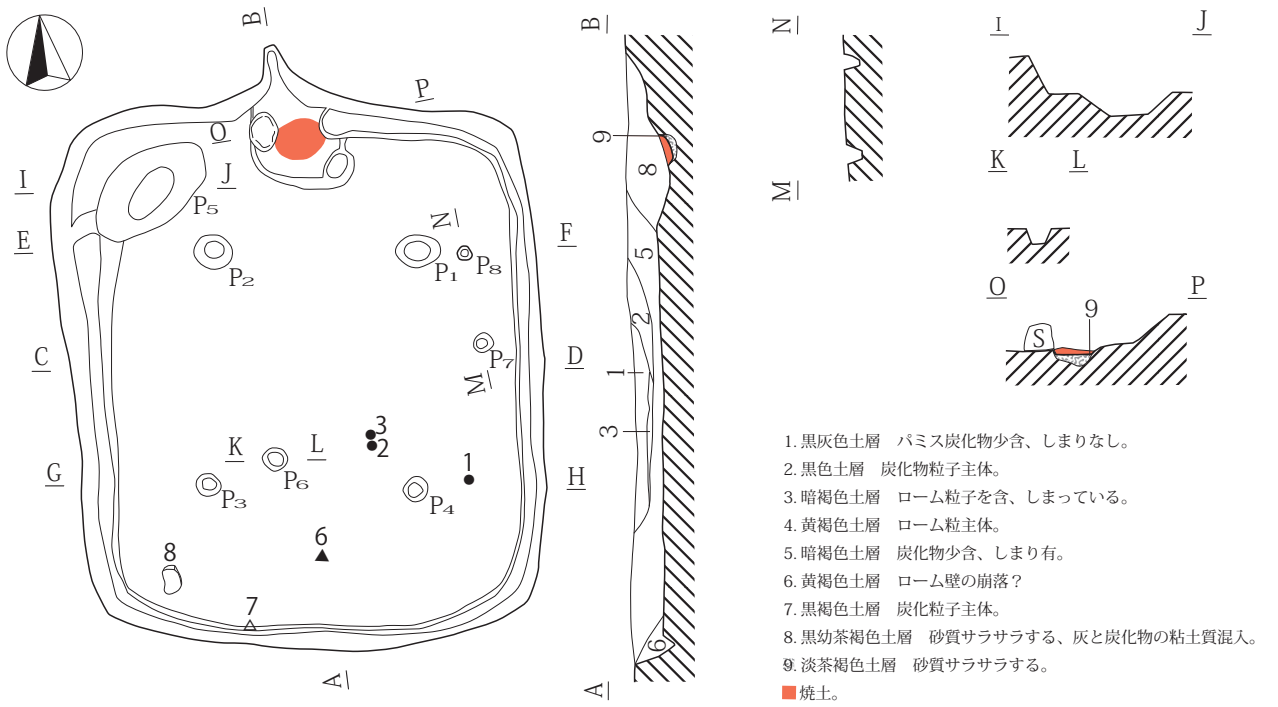 B
P
O
I
J
P₅
E
N
F
P₂
P₁
P₈
C
P₇
D
M
3
2
K
L
1
G
P₆
H
P₃
P₄
6
8
7
A
B
9
8
5
2
1
3
6
A
N
M
I
J
K
L
O
P
9
S
1. 黒灰色土層　パミス炭化物少含、しまりなし。
2. 黒色土層　炭化物粒子主体。
3. 暗褐色土層　ローム粒子を含、しまっている。
4. 黄褐色土層　ローム粒主体。
5. 暗褐色土層　炭化物少含、しまり有。
6. 黄褐色土層　ローム壁の崩落？
7. 黒褐色土層　炭化粒子主体。
8. 黒幼茶褐色土層　砂質サラサラする、灰と炭化物の粘土質混入。
9. 淡茶褐色土層　砂質サラサラする。
焼土。